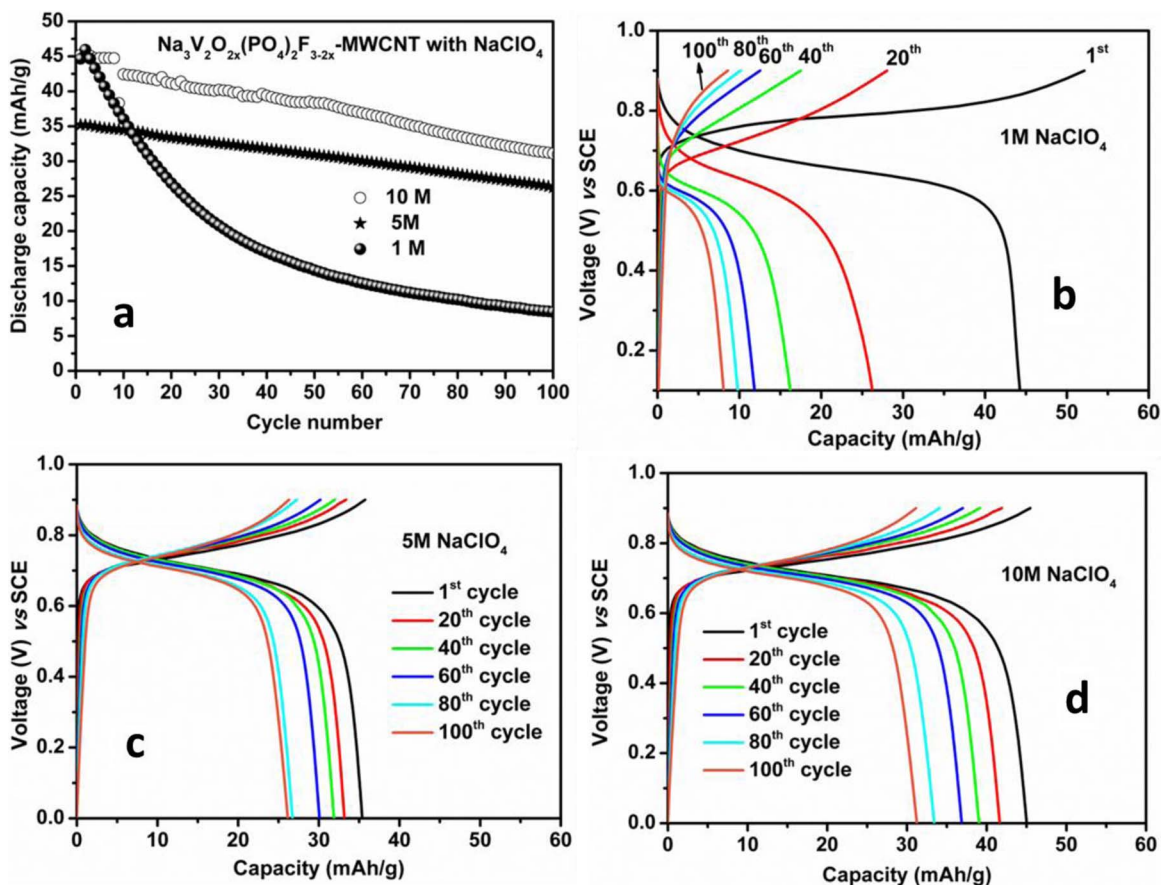 Na₃V₂O₂ₓ(PO₄)₂F₃₋₂ₓ-MWCNT with NaClO₄
Discharge capacity (mAh/g)
50
45
40
35
30
25
20
15
10
5
0
10 M
5M
1 M
a
0 10 20 30 40 50 60 70 80 90 100
Cycle number
Voltage (V) vs SCE
1.0
0.8
0.6
0.4
0.2
100th 80th 60th 40th 20th 1st
1M NaClO₄
b
0 10 20 30 40 50 60
Capacity (mAh/g)
Voltage (V) vs SCE
1.0
0.8
0.6
0.4
0.2
0.0
5M NaClO₄
1st cycle
20th cycle
40th cycle
60th cycle
80th cycle
100th cycle
c
0 10 20 30 40 50 60
Capacity (mAh/g)
Voltage (V) vs SCE
1.0
0.8
0.6
0.4
0.2
0.0
10M NaClO₄
1st cycle
20th cycle
40th cycle
60th cycle
80th cycle
100th cycle
d
0 10 20 30 40 50 60
Capacity (mAh/g)